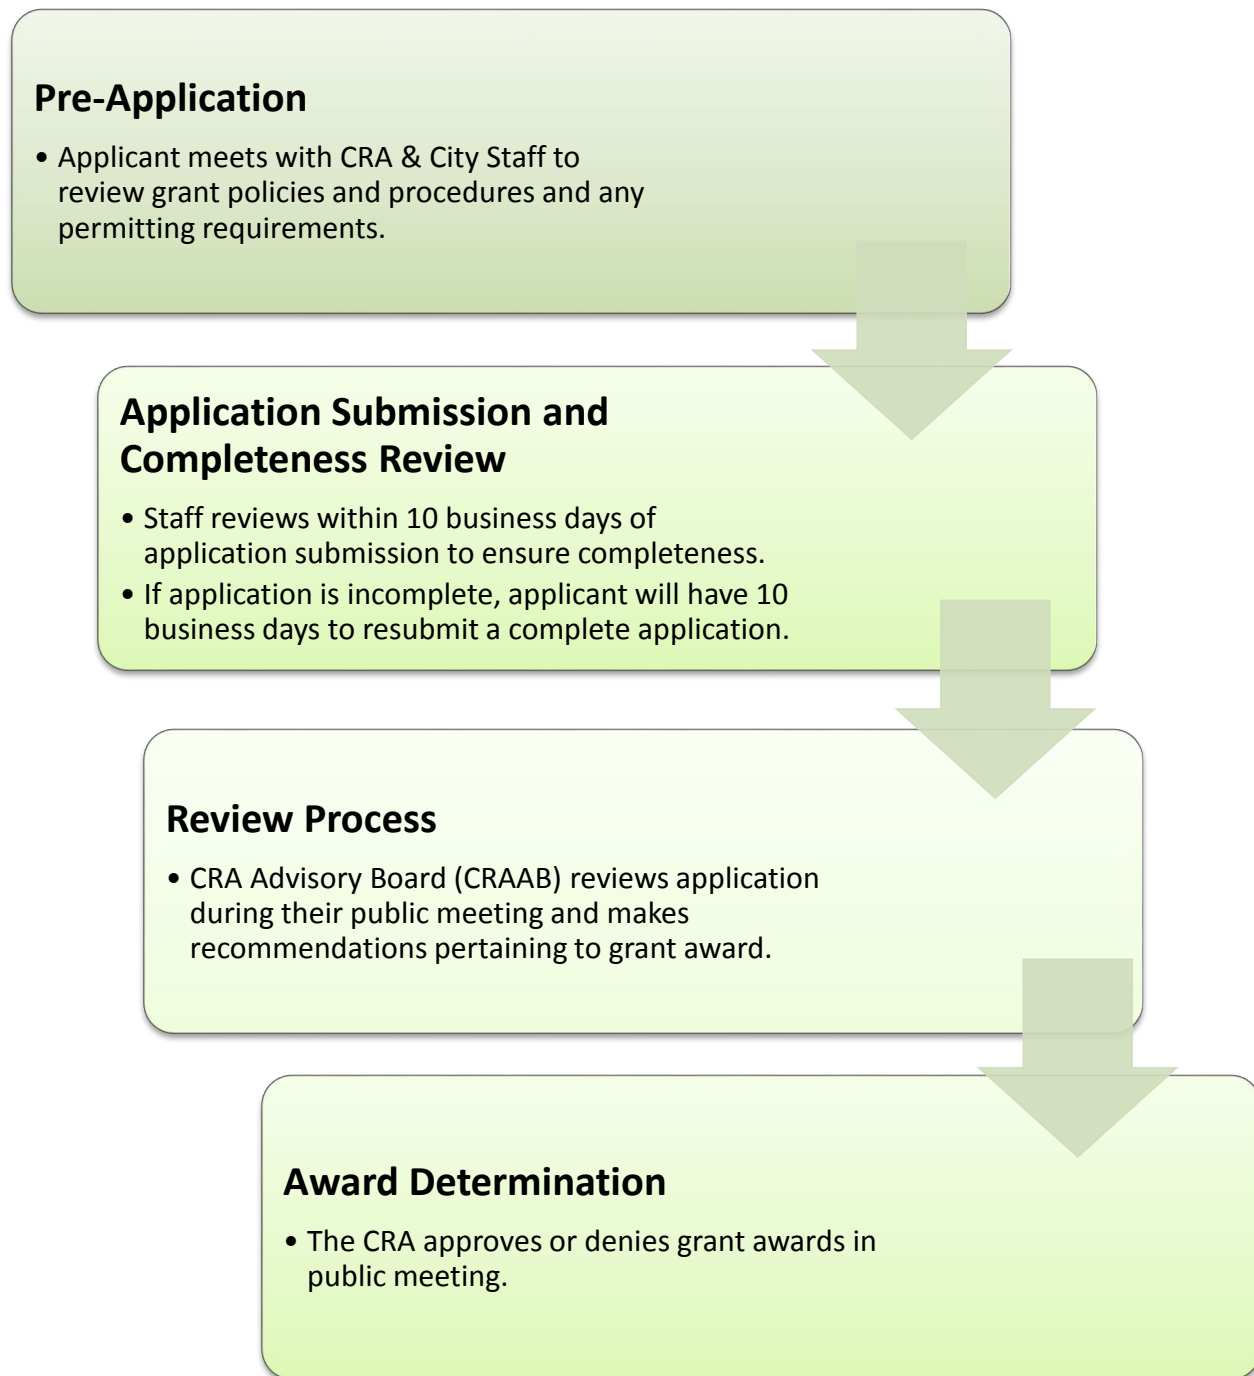 Pre-Application
• Applicant meets with CRA & City Staff to
review grant policies and procedures and any
permitting requirements.
Application Submission and
Completeness Review
• Staff reviews within 10 business days of
application submission to ensure completeness.
• If application is incomplete, applicant will have 10
business days to resubmit a complete application.
Review Process
• CRA Advisory Board (CRAAB) reviews application
during their public meeting and makes
recommendations pertaining to grant award.
Award Determination
• The CRA approves or denies grant awards in
public meeting.